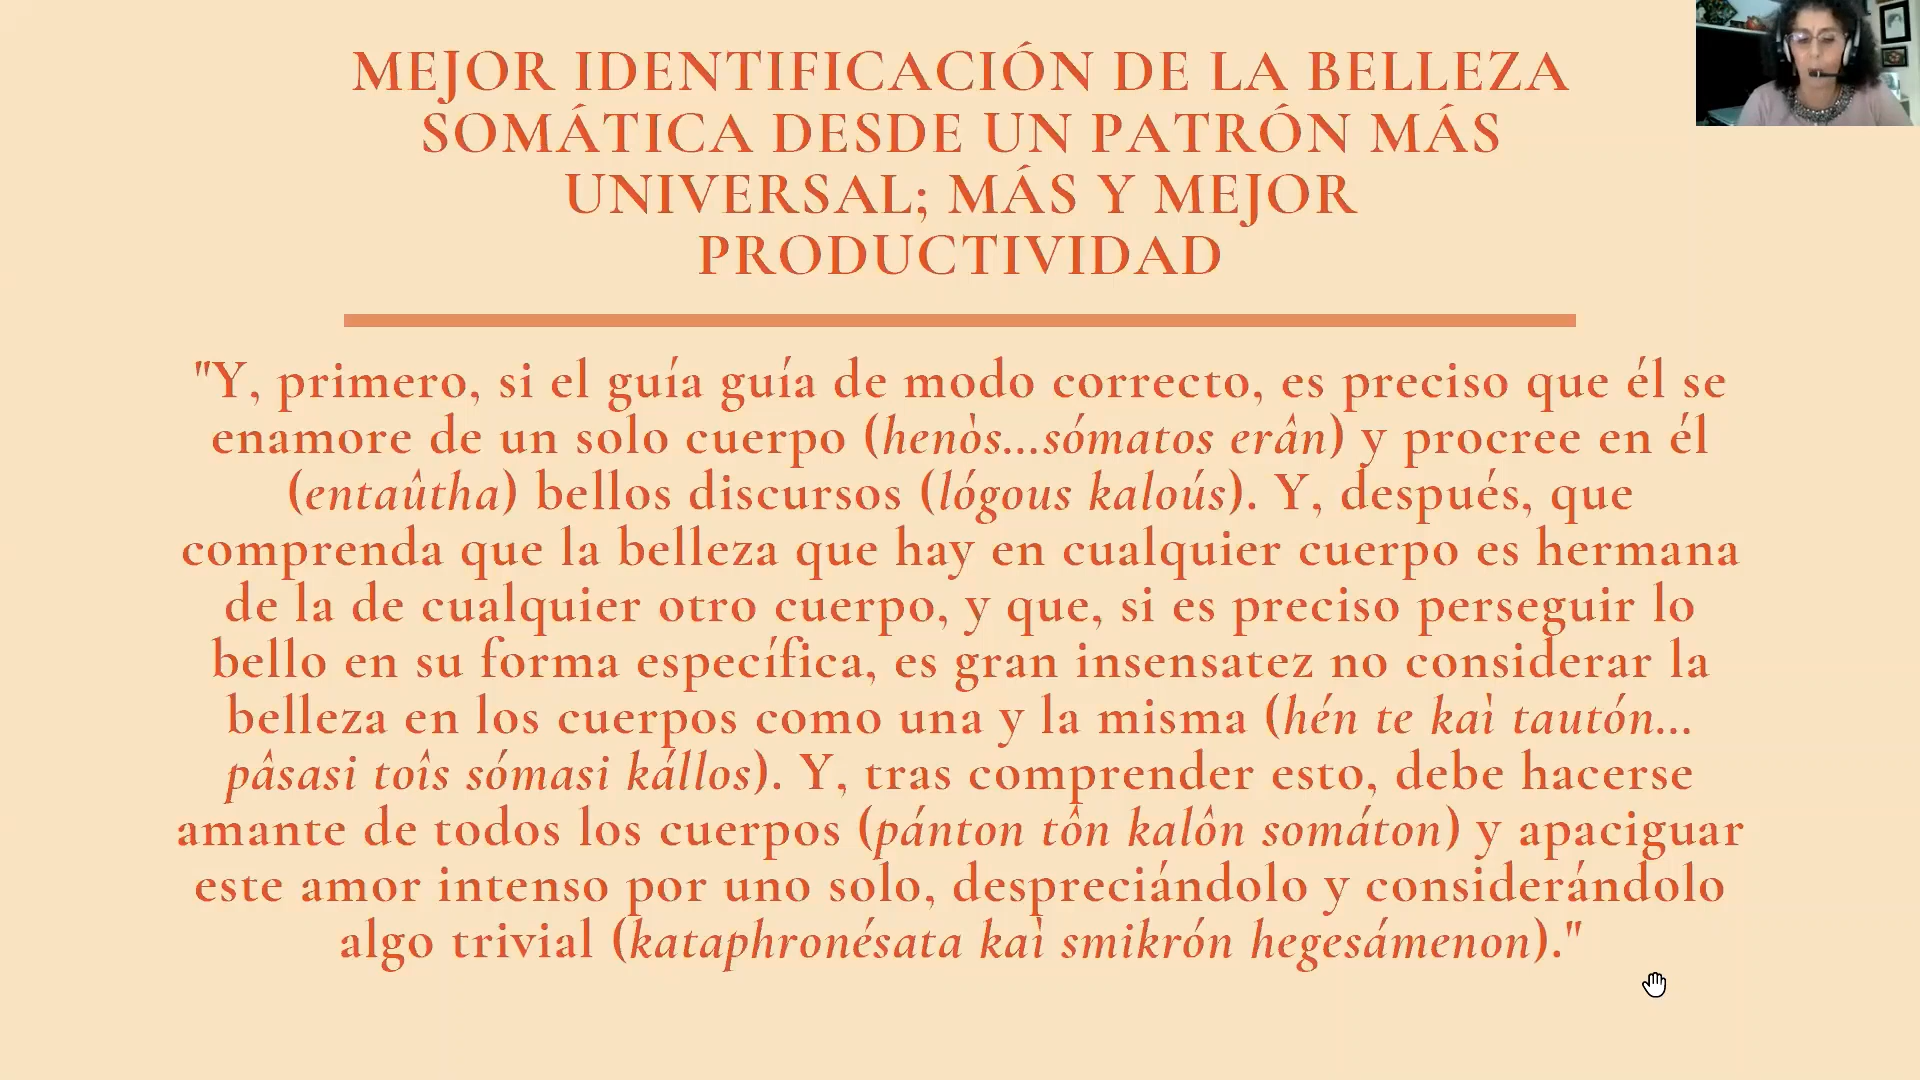 MEJOR IDENTIFICACIÓN DE LA BELLEZA
SOMÁTICA DESDE UN PATRÓN MÁS
UNIVERSAL; MÁS Y MEJOR
PRODUCTIVIDAD
"Y, primero, si el guía guía de modo correcto, es preciso que él se
enamore de un solo cuerpo (henòs...sómatos erân) y procree en él
(entaûtha) bellos discursos (lógous kaloús). Y, después, que
comprenda que la belleza que hay en cualquier cuerpo es hermana
de la de cualquier otro cuerpo, y que, si es preciso perseguir lo
bello en su forma específica, es gran insensatez no considerar la
belleza en los cuerpos como una y la misma (hén te kaì tautón...
pâsasi toîs sómasi kállos). Y, tras comprender esto, debe hacerse
amante de todos los cuerpos (pánton tôn kalôn somáton) y apaciguar
este amor intenso por uno solo, despreciándolo y considerándolo
algo trivial (kataphronésata kaì smikrón hegesámenon)."